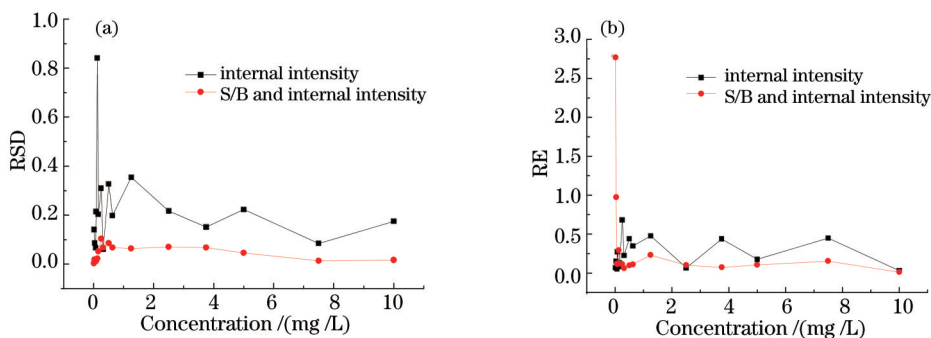 (a)
1.0
0.8
0.6
0.4
0.2
0.0
RSD
internal intensity
S/B and internal intensity
0 2 4 6 8 10
Concentration /(mg /L)
(b)
3.0
2.5
2.0
1.5
1.0
0.5
0.0
RE
internal intensity
S/B and internal intensity
0 2 4 6 8 10
Concentration /(mg /L)